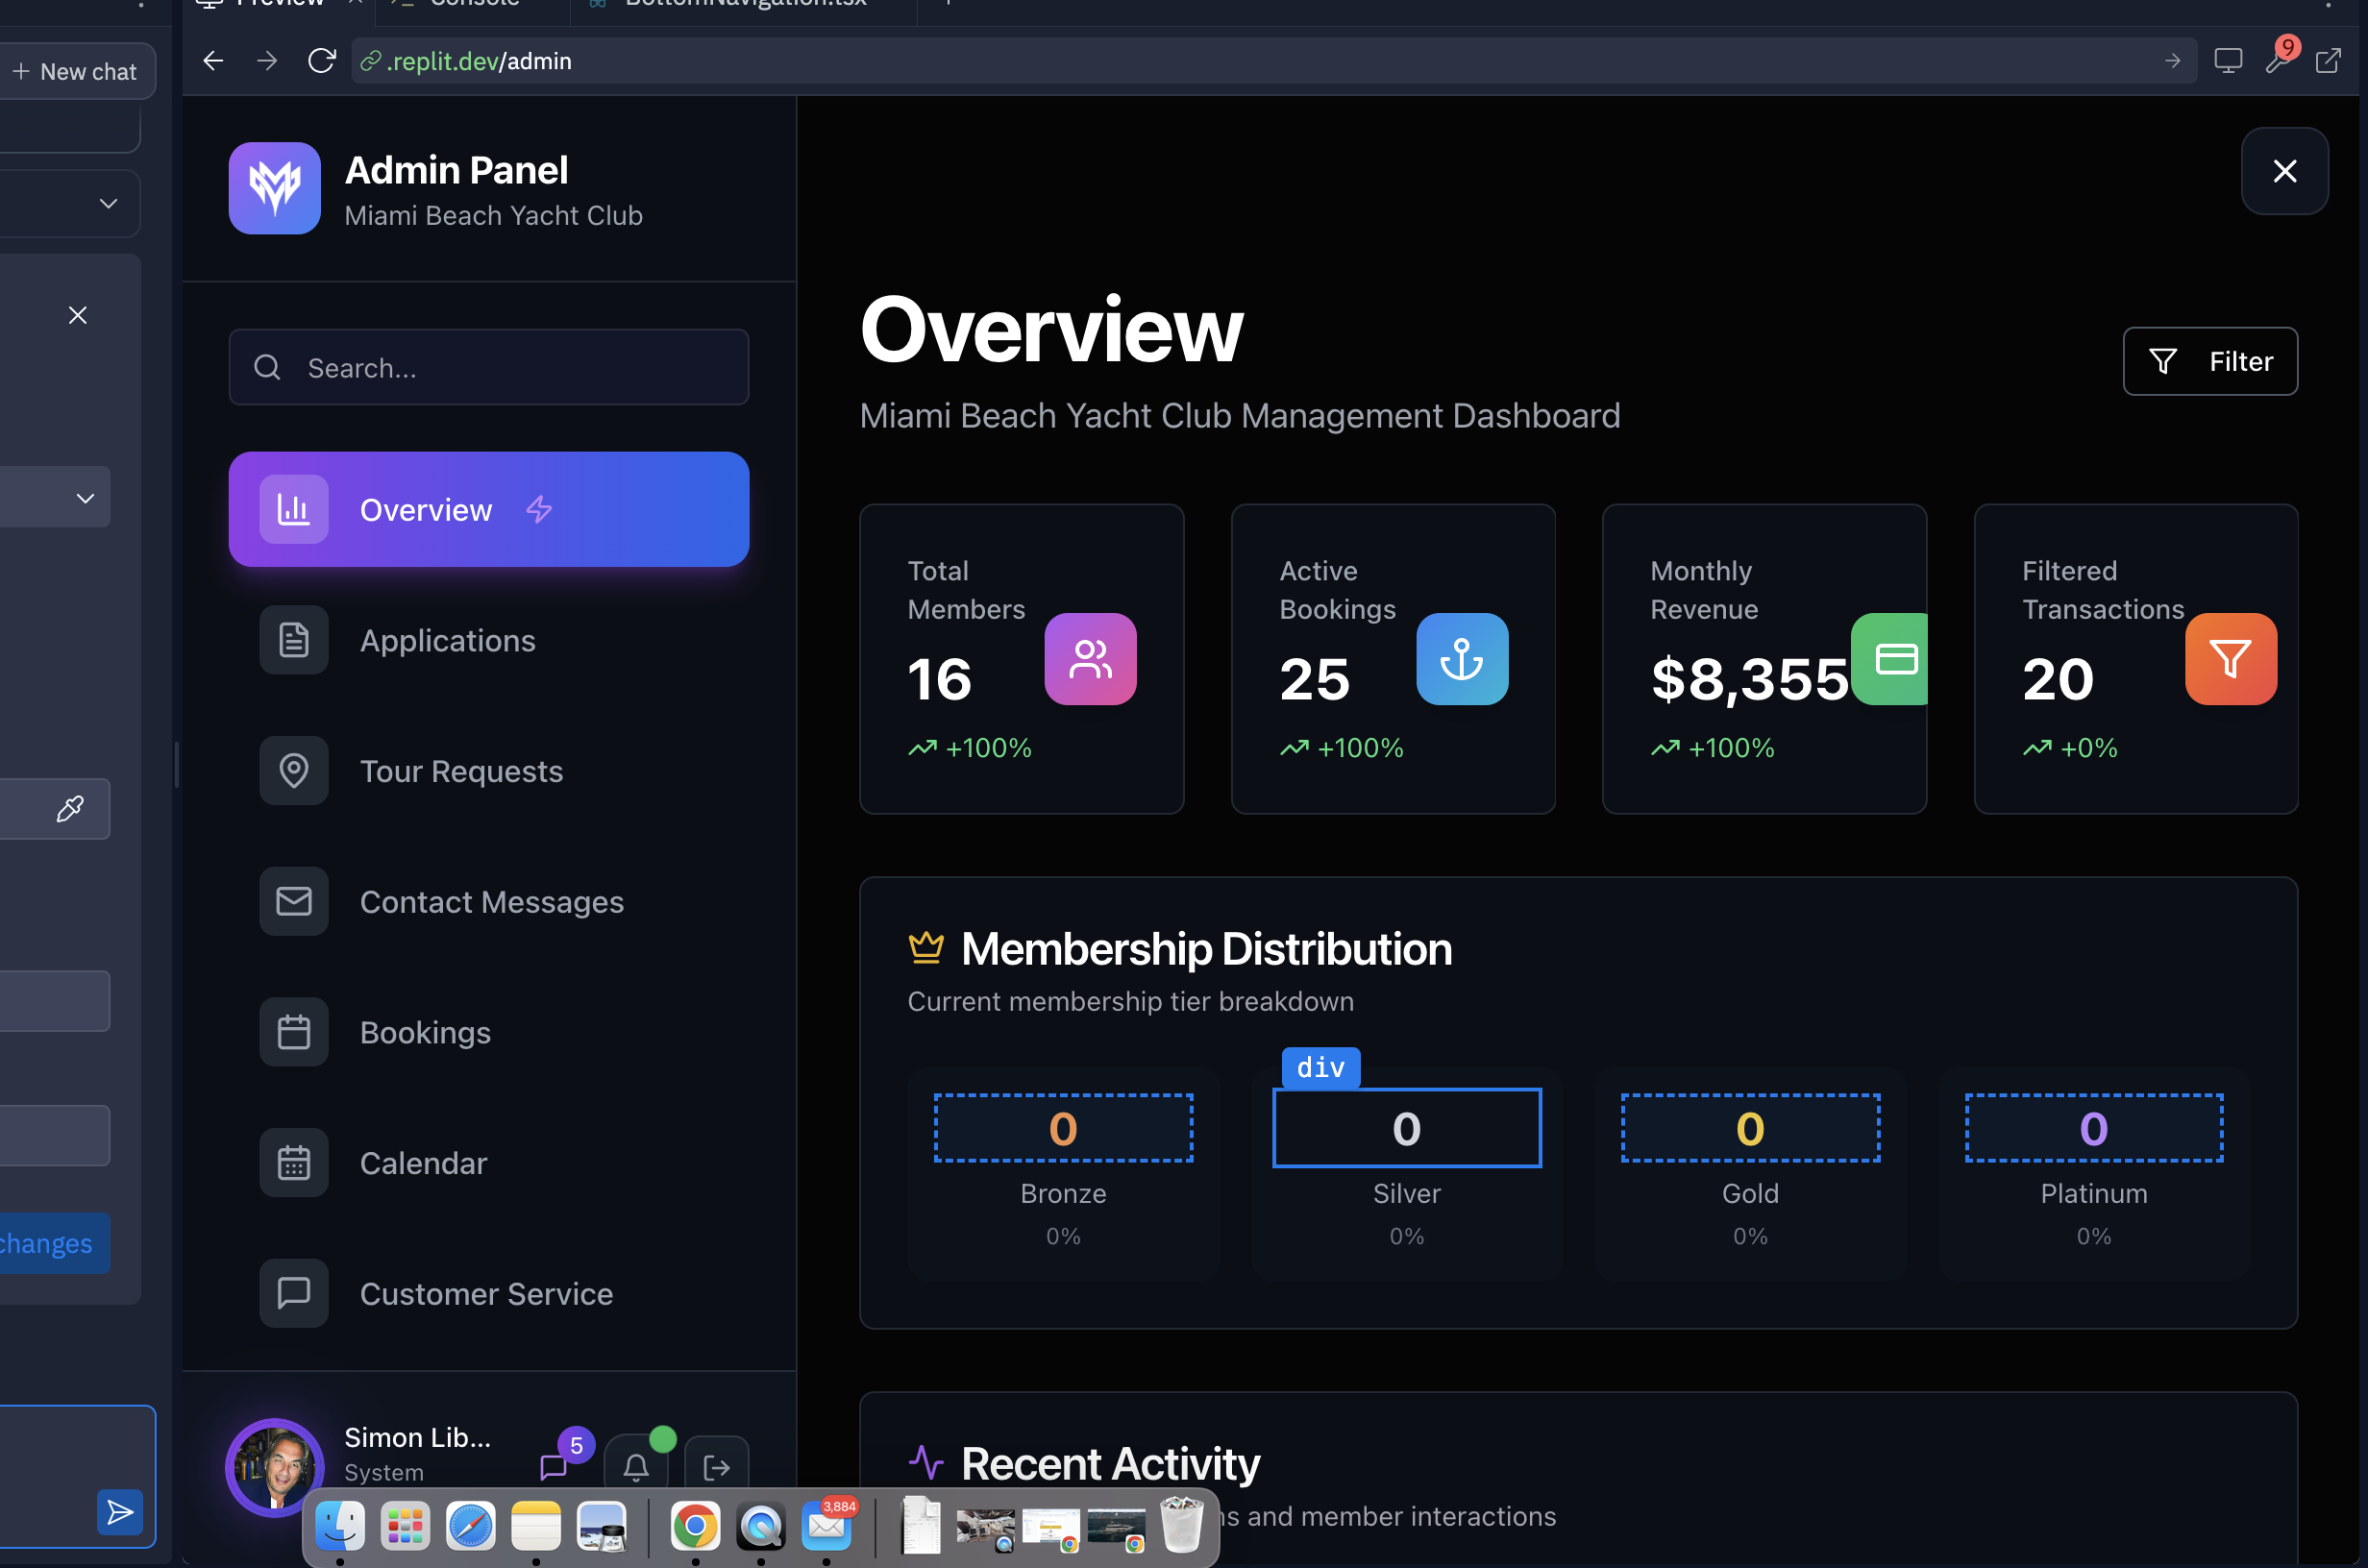 Preview
Console
BottomNavigation.tsx
+ New chat
.replit.dev/admin
9
Admin Panel
Miami Beach Yacht Club
Search...
Overview
Applications
Tour Requests
Contact Messages
Bookings
Calendar
Customer Service
Simon Lib...
System
5
changes
Overview
Miami Beach Yacht Club Management Dashboard
Filter
Total
Members
16
+100%
Active
Bookings
25
+100%
Monthly
Revenue
$8,355
+100%
Filtered
Transactions
20
+0%
Membership Distribution
Current membership tier breakdown
div
0
Bronze
0%
0
Silver
0%
0
Gold
0%
0
Platinum
0%
Recent Activity
ns and member interactions
3,884